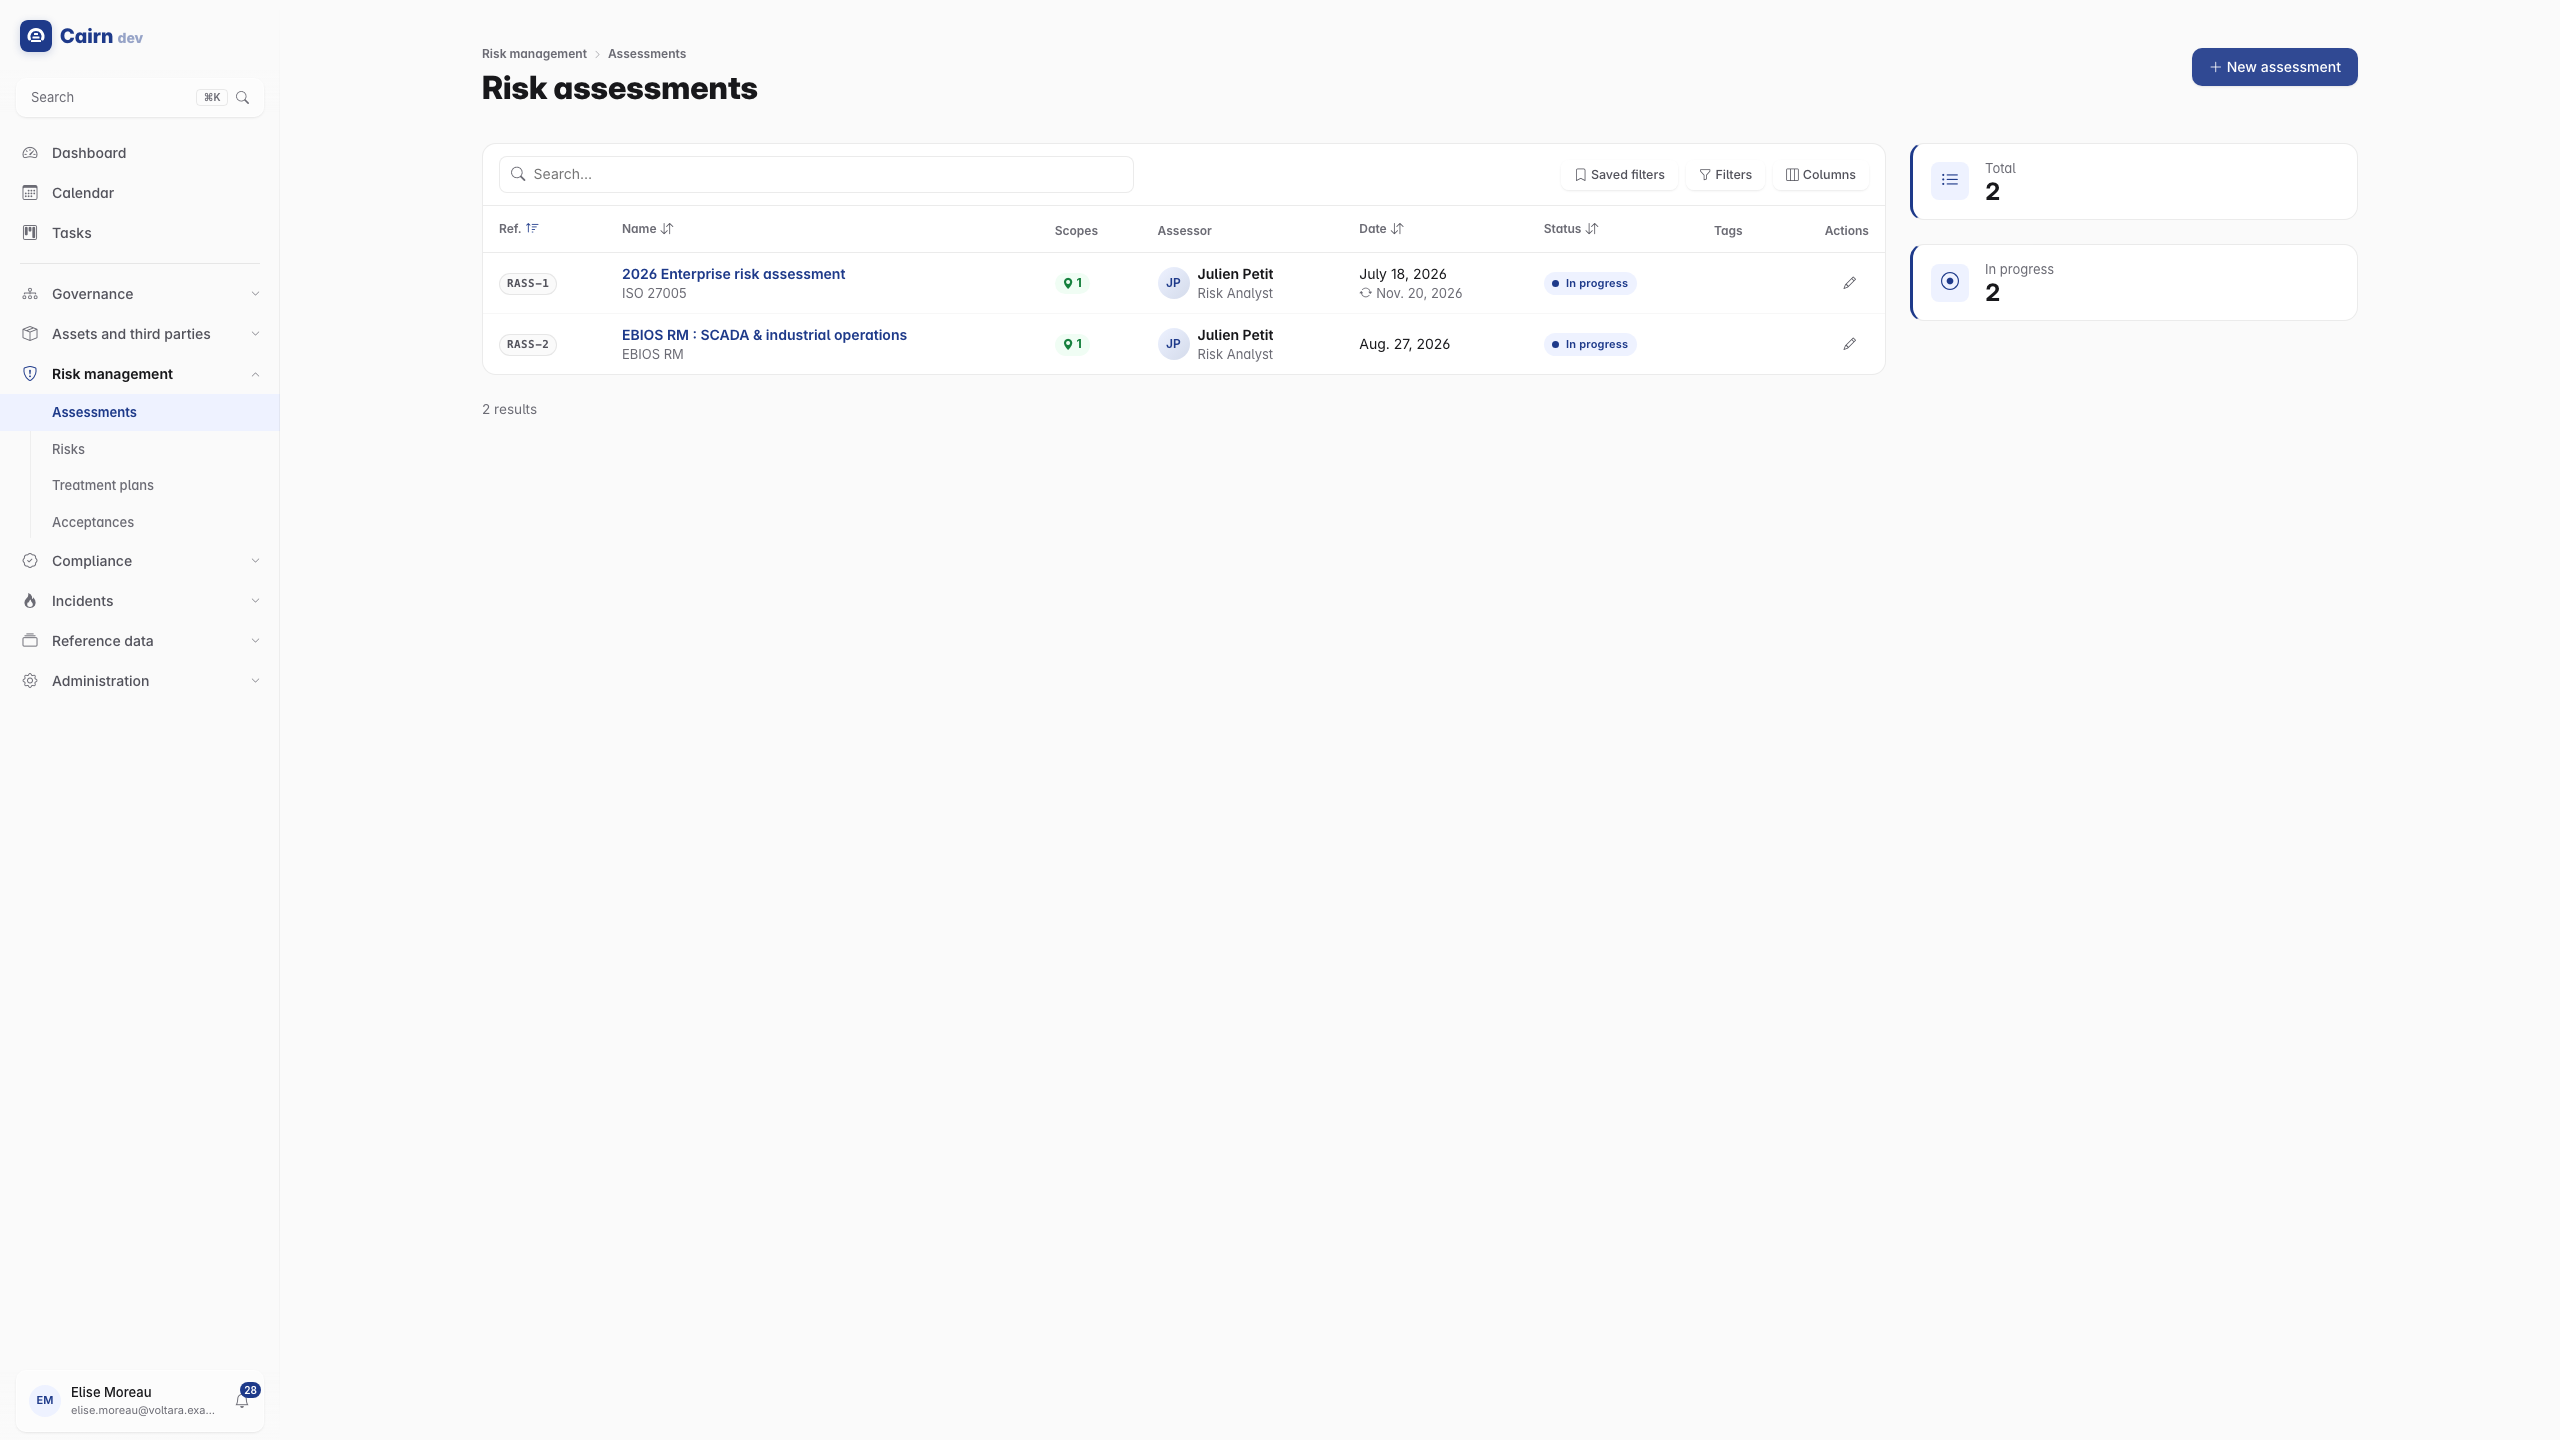 Cairn dev
Search ⌘K
Dashboard
Calendar
Tasks
Governance
Assets and third parties
Risk management
Assessments
Risks
Treatment plans
Acceptances
Compliance
Incidents
Reference data
Administration
EM Elise Moreau 28
elise.moreau@voltara.exa...
Risk management > Assessments
Risk assessments
+ New assessment
Search... Saved filters Filters Columns
Ref. Name Scopes Assessor Date Status Tags Actions
RASS-1 2026 Enterprise risk assessment 1 JP Julien Petit July 18, 2026 In progress
ISO 27005 Risk Analyst Nov. 20, 2026
RASS-2 EBIOS RM : SCADA & industrial operations 1 JP Julien Petit Aug. 27, 2026 In progress
EBIOS RM Risk Analyst
2 results
Total
2
In progress
2